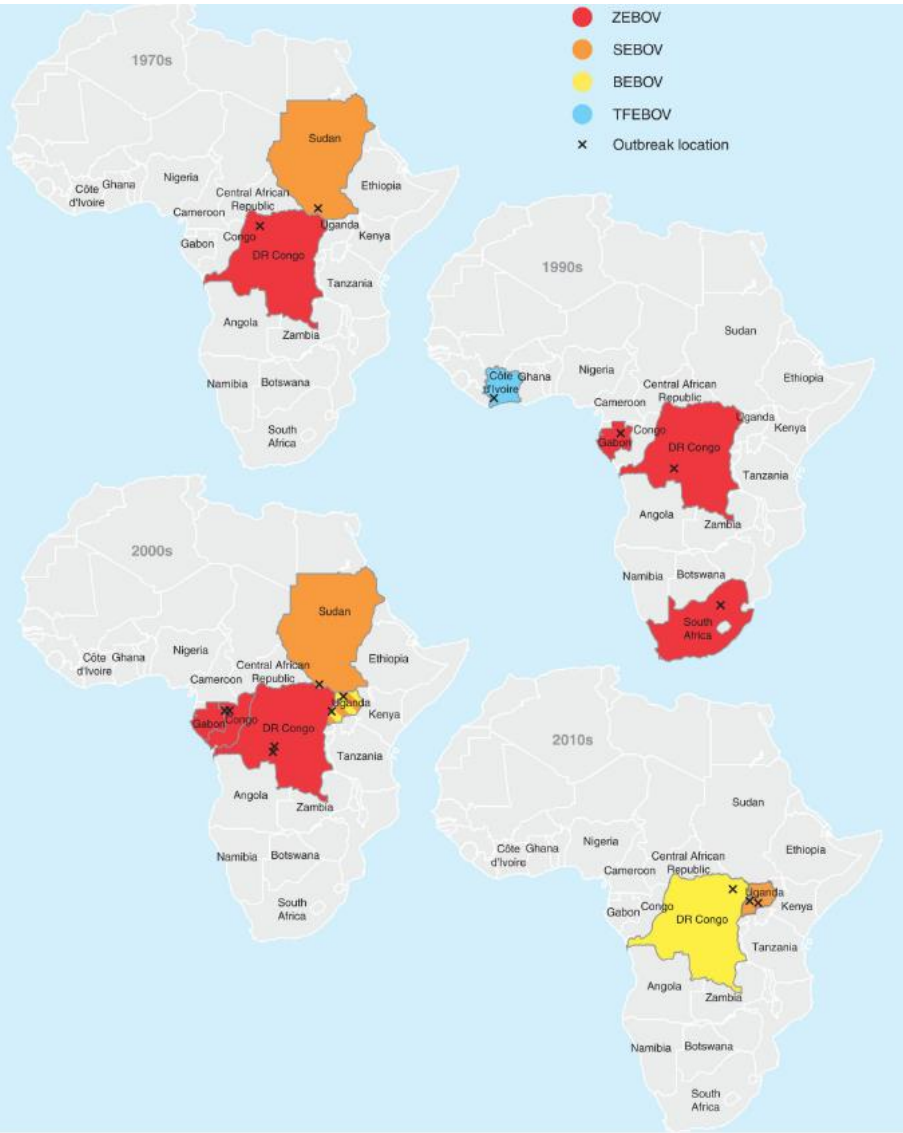 ZEBOV
SEBOV
BEBOV
TFEBOV
Outbreak location
1970s
Sudan
Nigeria
Côte Ghana
d'Ivoire
Ethiopia
Central African
Republic
Cameroon
Uganda
Congo
Kenya
Gabon
DR Congo
Tanzania
Angola
Zambia
Namibia Botswana
South
Africa
1990s
Sudan
Côte Ghana
d'Ivoire
Nigeria
Ethiopia
Central African
Republic
Cameroon
Uganda
Congo
Kenya
Gabon
DR Congo
Tanzania
Angola
Zambia
Namibia Botswana
South
Africa
2000s
Sudan
Nigeria
Côte Ghana
d'Ivoire
Ethiopia
Central African
Republic
Cameroon
Uganda
Gabon
Congo
Kenya
DR Congo
Tanzania
Angola
Zambia
Namibia Botswana
South
Africa
2010s
Sudan
Nigeria
Côte Ghana
d'Ivoire
Ethiopia
Central African
Republic
Cameroon
Uganda
Gabon
Congo
Kenya
DR Congo
Tanzania
Angola
Zambia
Namibia Botswana
South
Africa